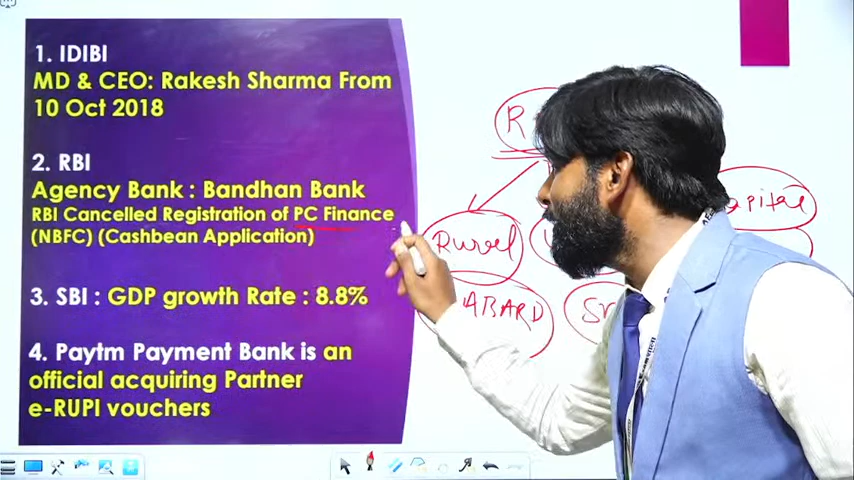 1. IDIBI
MD & CEO: Rakesh Sharma From
10 Oct 2018
2. RBI
Agency Bank : Bandhan Bank
RBI Cancelled Registration of PC Finance
(NBFC) (Cashbean Application)
3. SBI : GDP growth Rate : 8.8%
4. Paytm Payment Bank is an
official acquiring Partner
e-RUPI vouchers
R
apital
Rural
ABARD